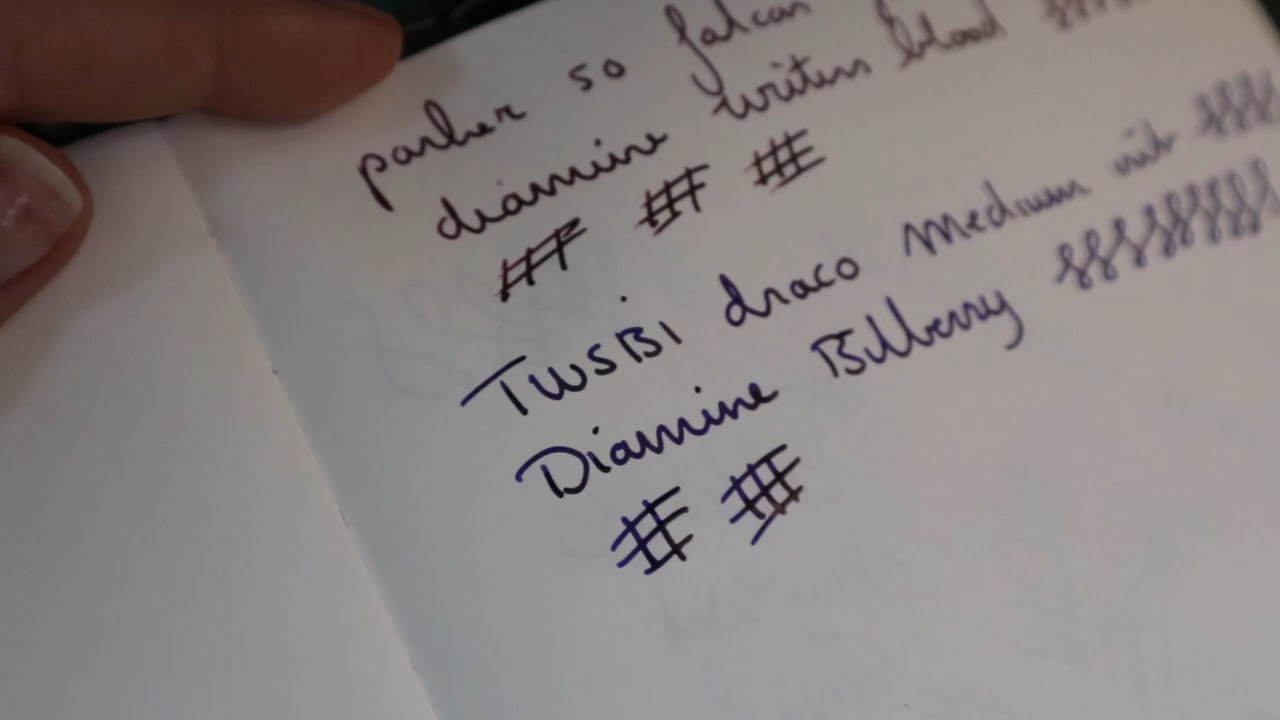 parker 50 falcon
diamine writers blood
TWSBI draco medium nib
Diamine Bilberry